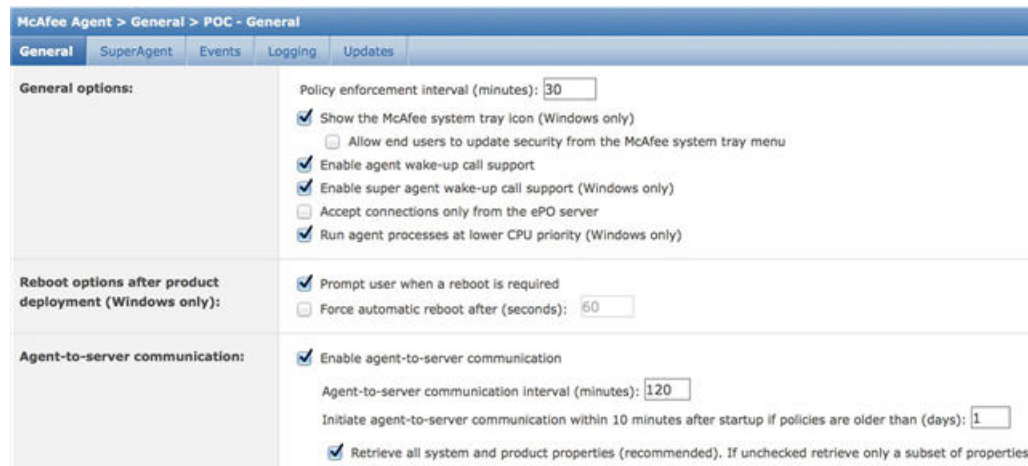 McAfee Agent > General > POC - General
General SuperAgent Events Logging Updates
General options:
Policy enforcement interval (minutes): 30
Show the McAfee system tray icon (Windows only)
Allow end users to update security from the McAfee system tray menu
Enable agent wake-up call support
Enable super agent wake-up call support (Windows only)
Accept connections only from the ePO server
Run agent processes at lower CPU priority (Windows only)
Reboot options after product
deployment (Windows only):
Prompt user when a reboot is required
Force automatic reboot after (seconds): 60
Agent-to-server communication:
Enable agent-to-server communication
Agent-to-server communication interval (minutes): 120
Initiate agent-to-server communication within 10 minutes after startup if policies are older than (days): 1
Retrieve all system and product properties (recommended). If unchecked retrieve only a subset of properties